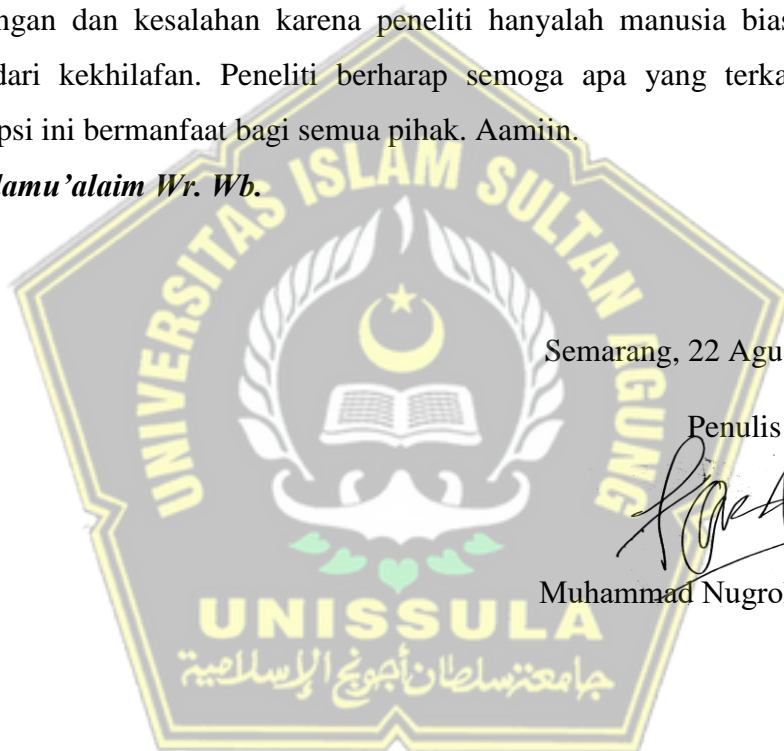 ngan dan kesalahan karena peneliti hanyalah manusia bias
dari kekhilafan. Peneliti berharap semoga apa yang terka
psi ini bermanfaat bagi semua pihak. Aamiin.
lamu’alaim Wr. Wb.
UNIVERSITAS ISLAM SULTAN AGUNG
Semarang, 22 Agu
Penulis
Muhammad Nugro
UNISSULA
جامعة سلطان أجونج الإسلامية